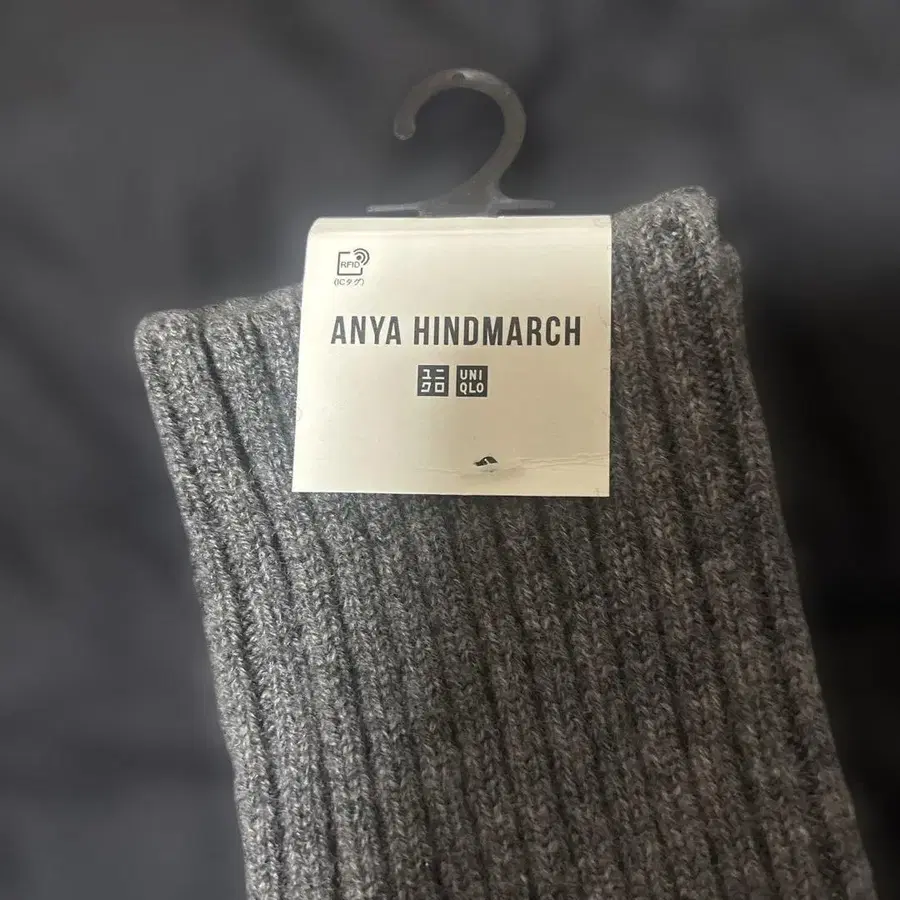 RFID
(ICタグ)
ANYA HINDMARCH
ユニ UNI
クロ QLO